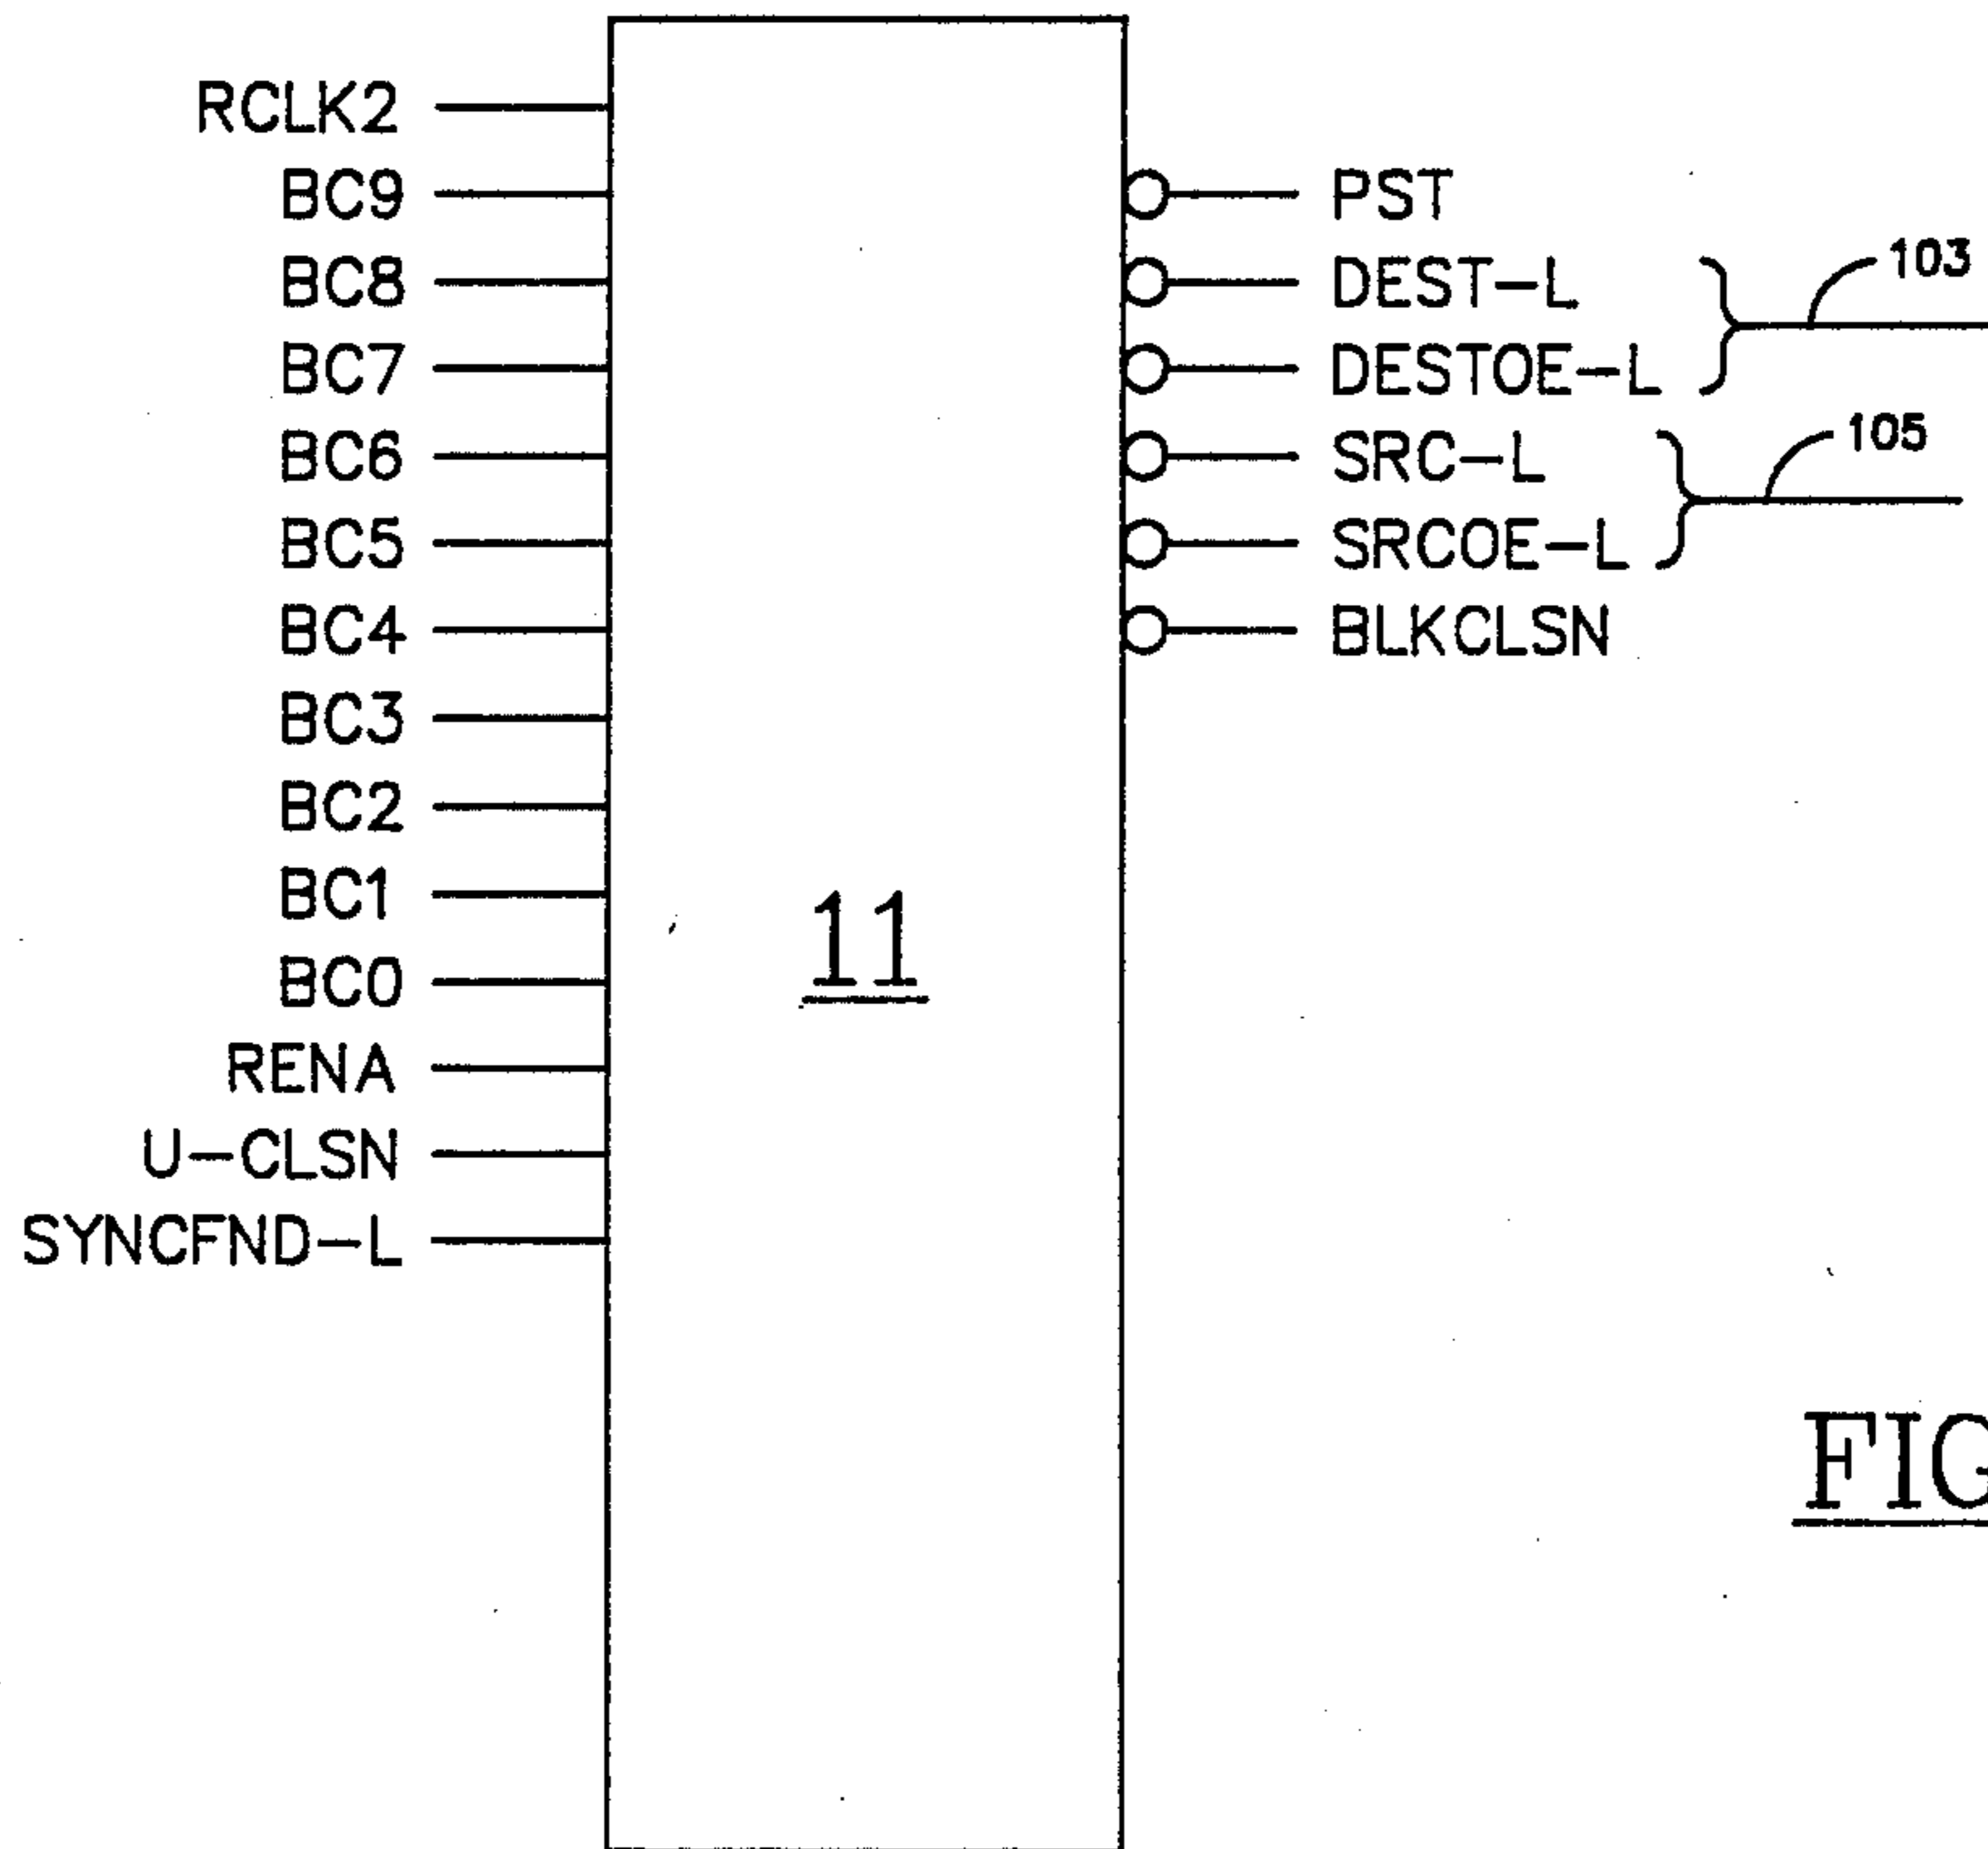 RCLK2
BC9
BC8
BC7
BC6
BC5
BC4
BC3
BC2
BC1
BC0
RENA
U-CLSN
SYNCFND-L
11
PST
DEST-L
DESTOE-L
SRC-L
SRCOE-L
BLKCLSN
103
105
FIG